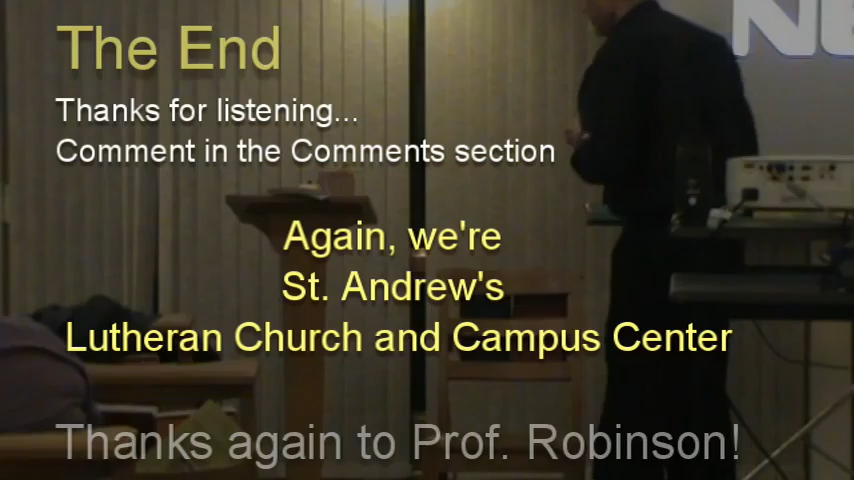 The End
Thanks for listening...
Comment in the Comments section
Again, we're
St. Andrew's
Lutheran Church and Campus Center
Thanks again to Prof. Robinson!